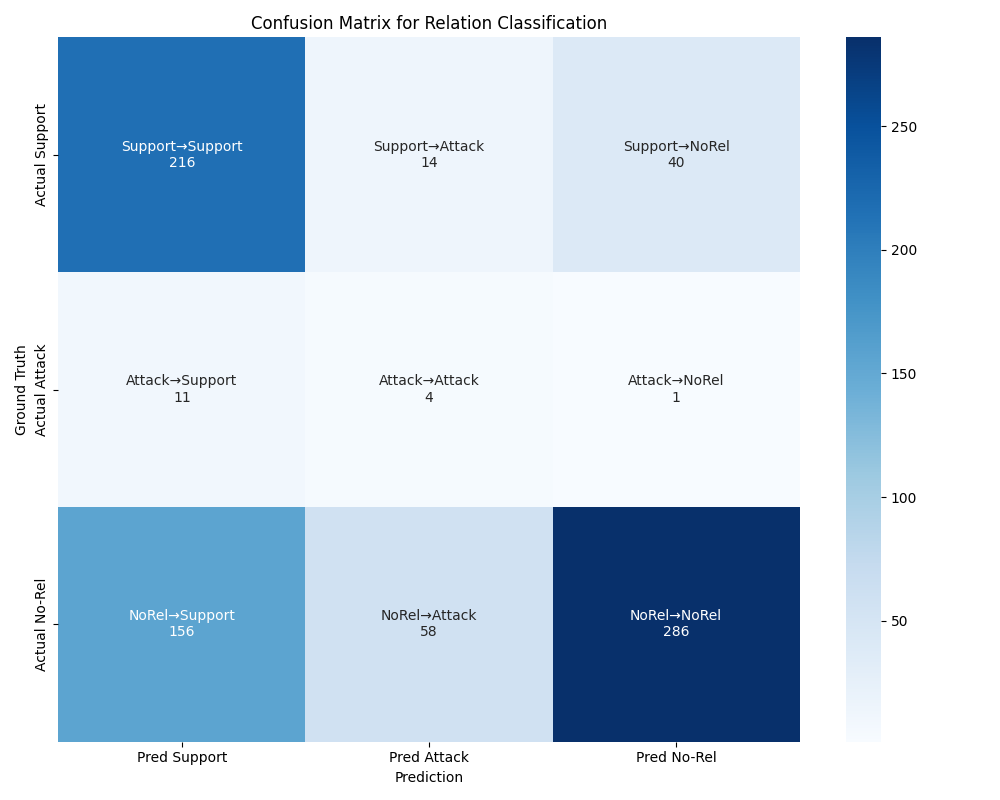 Confusion Matrix for Relation Classification
Ground Truth
Actual Support
Support→Support
216
Support→Attack
14
Support→NoRel
40
Actual Attack
Attack→Support
11
Attack→Attack
4
Attack→NoRel
1
Actual No-Rel
NoRel→Support
156
NoRel→Attack
58
NoRel→NoRel
286
Pred Support
Pred Attack
Pred No-Rel
Prediction
250
200
150
100
50